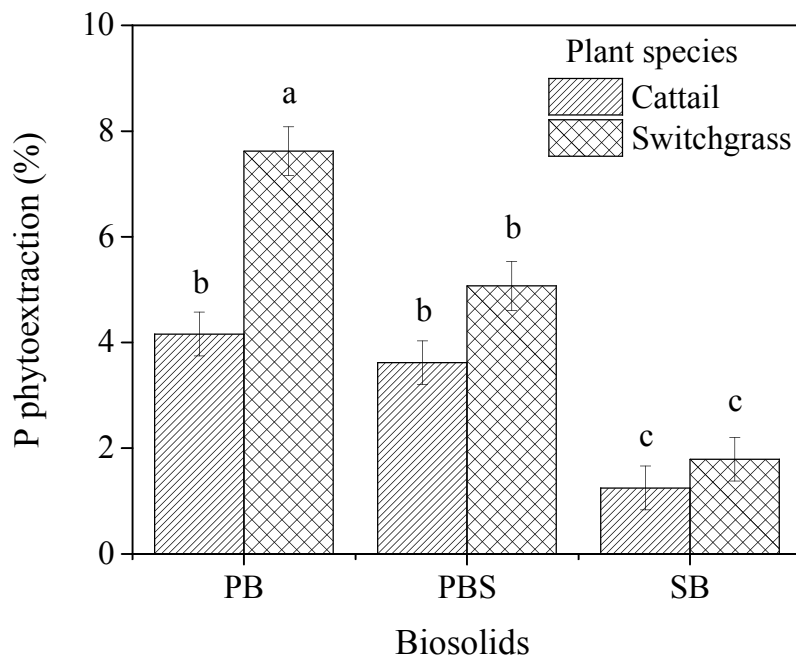 10
8
6
4
2
0
P phytoextraction (%)
Plant species
Cattail
Switchgrass
b
a
b
b
c
c
PB
PBS
SB
Biosolids